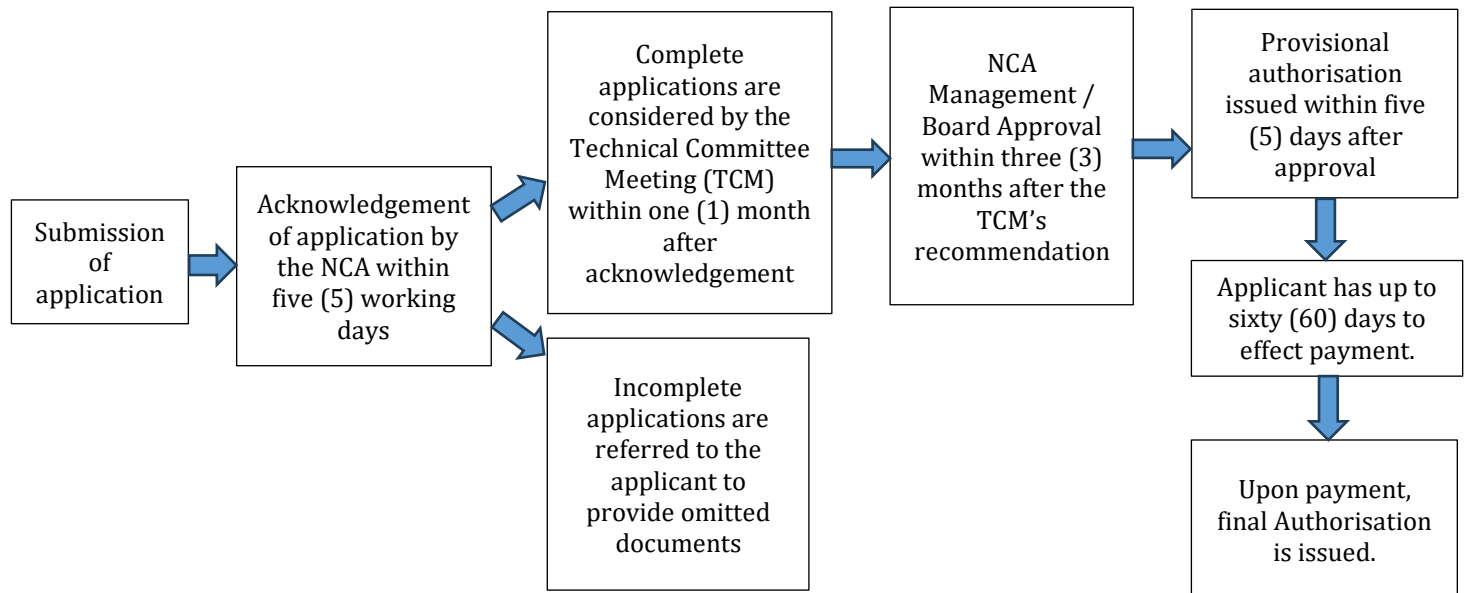 Submission
of
application
Acknowledgement
of application by
the NCA within
five (5) working
days
Complete
applications are
considered by the
Technical Committee
Meeting (TCM)
within one (1) month
after
acknowledgement
Incomplete
applications are
referred to the
applicant to
provide omitted
documents
NCA
Management /
Board Approval
within three (3)
months after the
TCM’s
recommendation
Provisional
authorisation
issued within five
(5) days after
approval
Applicant has up to
sixty (60) days to
effect payment.
Upon payment,
final Authorisation
is issued.